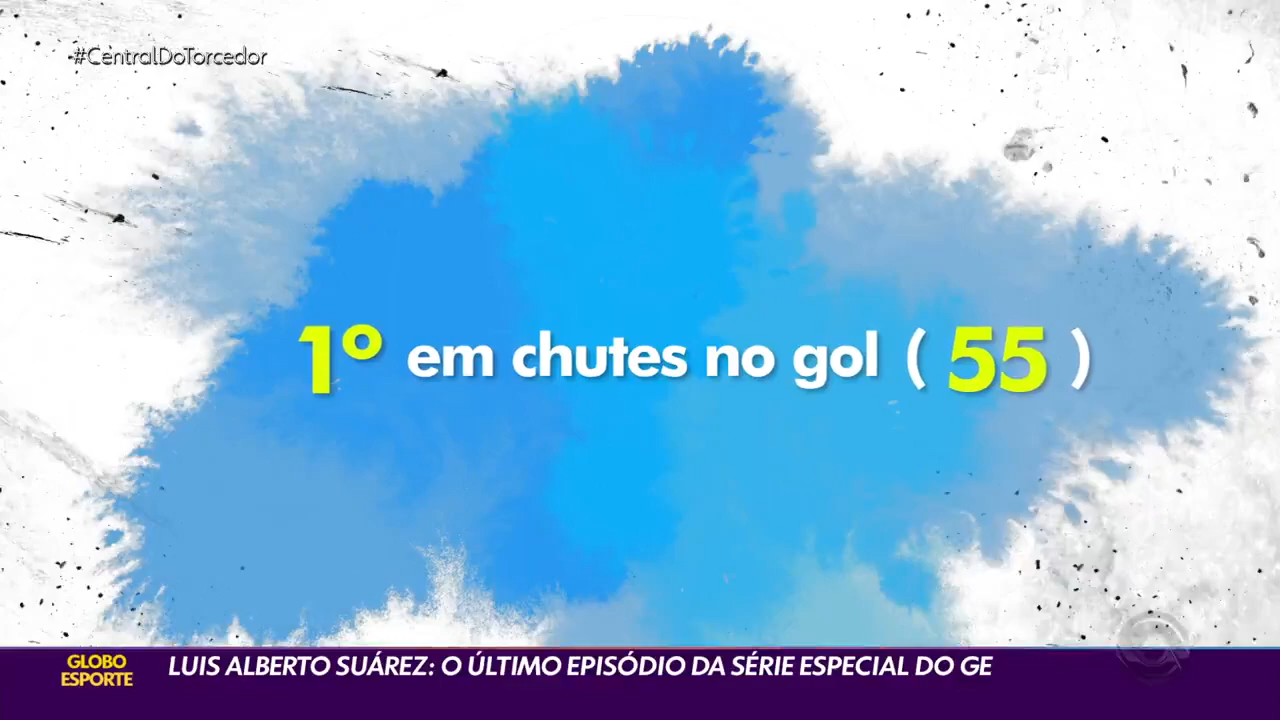 #CentralDoTorcedor
1º em chutes no gol ( 55 )
GLOBO
ESPORTE
LUIS ALBERTO SUÁREZ: O ÚLTIMO EPISÓDIO DA SÉRIE ESPECIAL DO GE